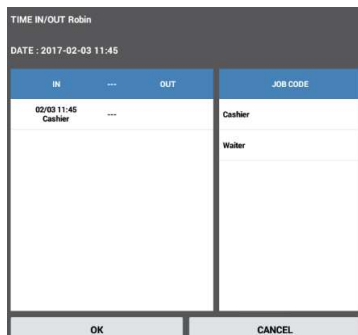 TIME IN/OUT Robin
DATE : 2017-02-03 11:45
IN --- OUT
JOB CODE
02/03 11:45 ---
Cashier
Cashier
Waiter
OK
CANCEL